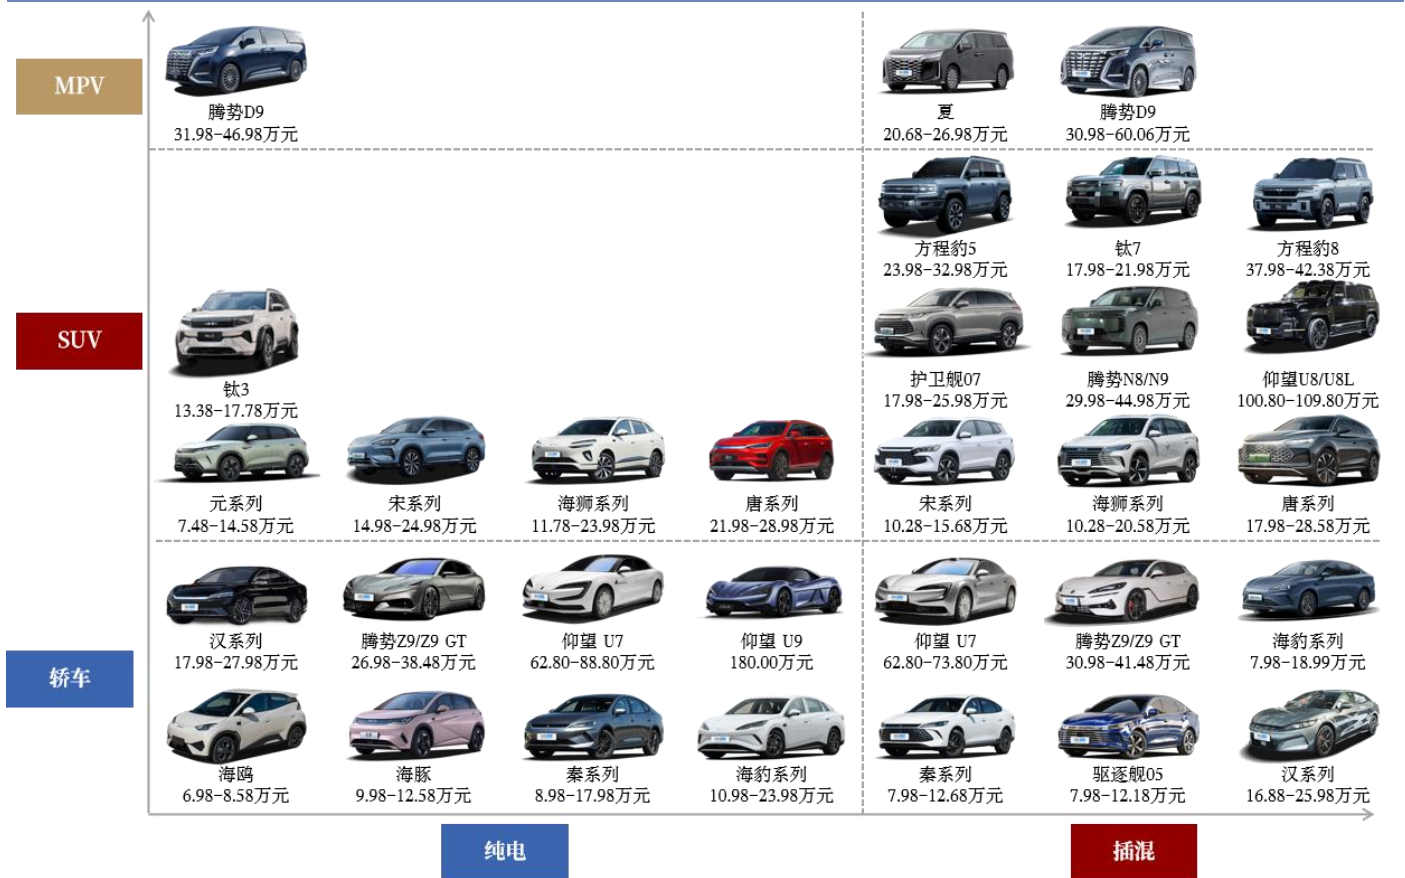 MPV
腾势D9
31.98-46.98万元
夏
20.68-26.98万元
腾势D9
30.98-60.06万元
SUV
方程豹5
23.98-32.98万元
钛7
17.98-21.98万元
方程豹8
37.98-42.38万元
钛3
13.38-17.78万元
护卫舰07
17.98-25.98万元
腾势N8/N9
29.98-44.98万元
仰望U8/U8L
100.80-109.80万元
元系列
7.48-14.58万元
宋系列
14.98-24.98万元
海狮系列
11.78-23.98万元
唐系列
21.98-28.98万元
宋系列
10.28-15.68万元
海狮系列
10.28-20.58万元
唐系列
17.98-28.58万元
轿车
汉系列
17.98-27.98万元
腾势Z9/Z9 GT
26.98-38.48万元
仰望 U7
62.80-88.80万元
仰望 U9
180.00万元
仰望 U7
62.80-73.80万元
腾势Z9/Z9 GT
30.98-41.48万元
海豹系列
7.98-18.99万元
海鸥
6.98-8.58万元
海豚
9.98-12.58万元
秦系列
8.98-17.98万元
海豹系列
10.98-23.98万元
秦系列
7.98-12.68万元
驱逐舰05
7.98-12.18万元
汉系列
16.88-25.98万元
纯电
插混